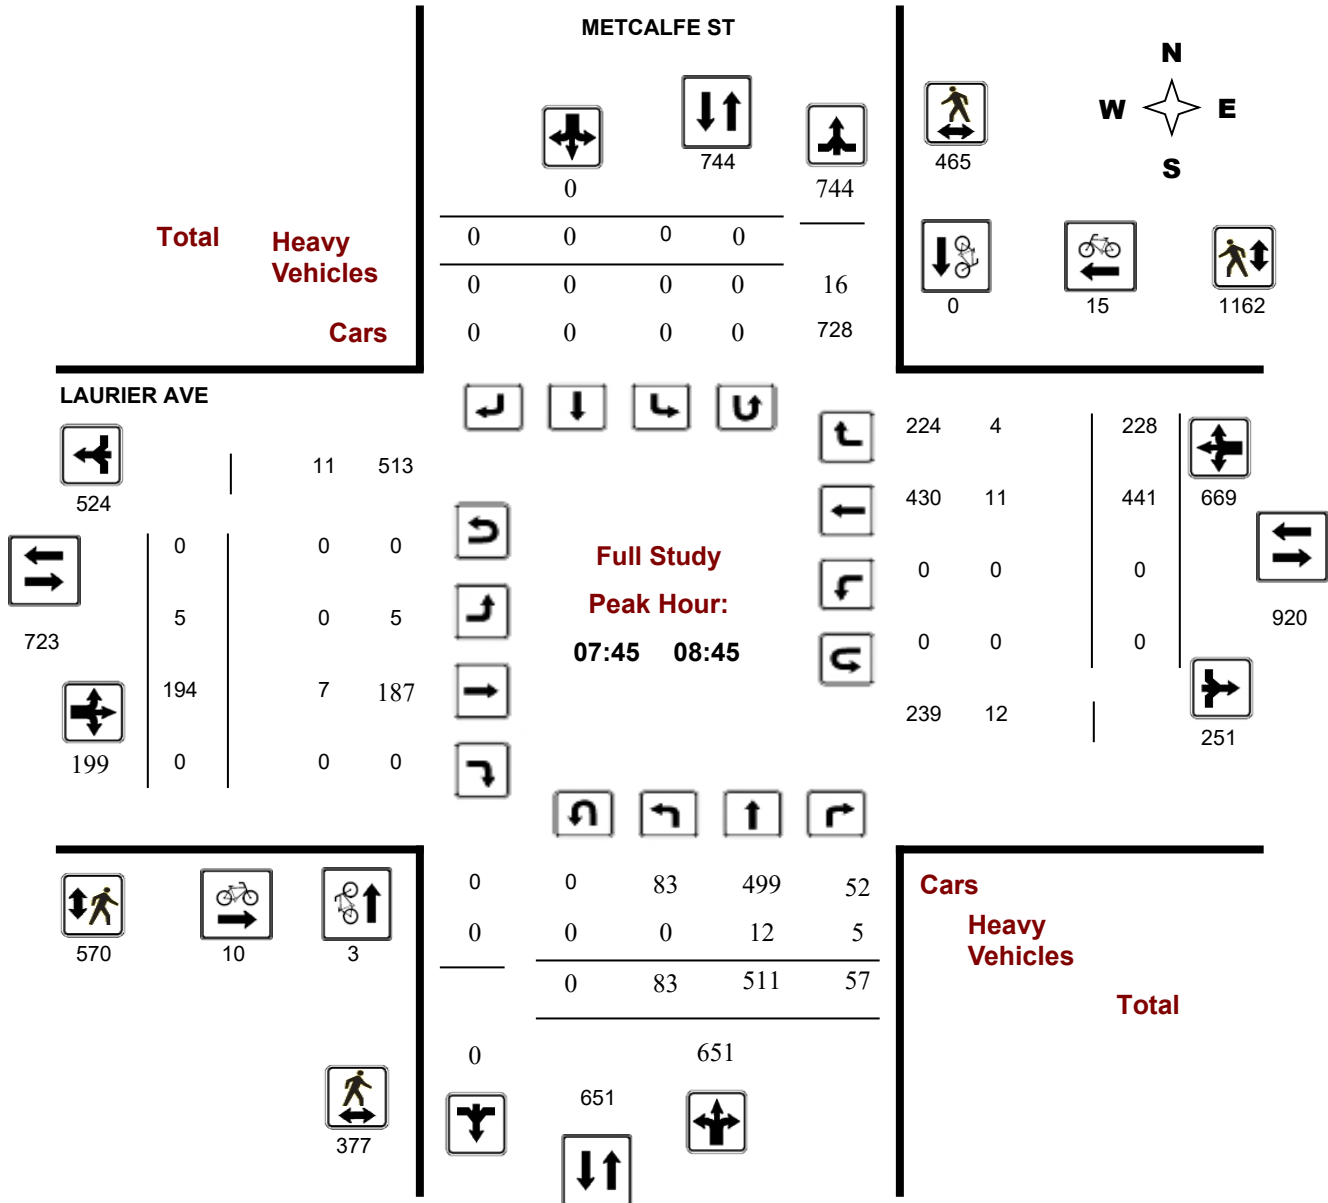 METCALFE ST
N
W E
S
744
465
0 744
Total Heavy
Vehicles
0 0 0 0
0 0 0 0 16
0 15 1162
Cars 0 0 0 0 728
LAURIER AVE
224 4 228
11 513
524
430 11 441 669
0 0 0
Full Study
0 0 0
5 0 5
Peak Hour:
920
723
07:45 08:45
0 0 0
194 7 187
239 12
251
199 0 0 0
0 0 83 499 52
Cars
0 0 0 12 5
Heavy
Vehicles
570 10 3
0 83 511 57
Total
0 651
651
377